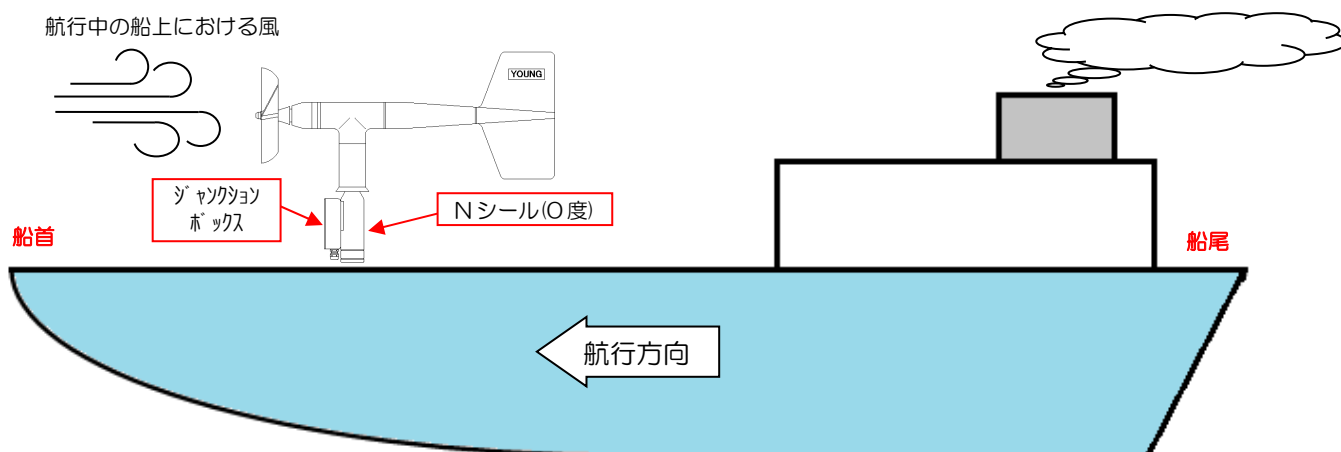 航行中の船上における風
YOUNG
ｼﾞｬﾝｸｼｮﾝ
ﾎﾞｯｸｽ
Nシール(0度)
船首
船尾
航行方向